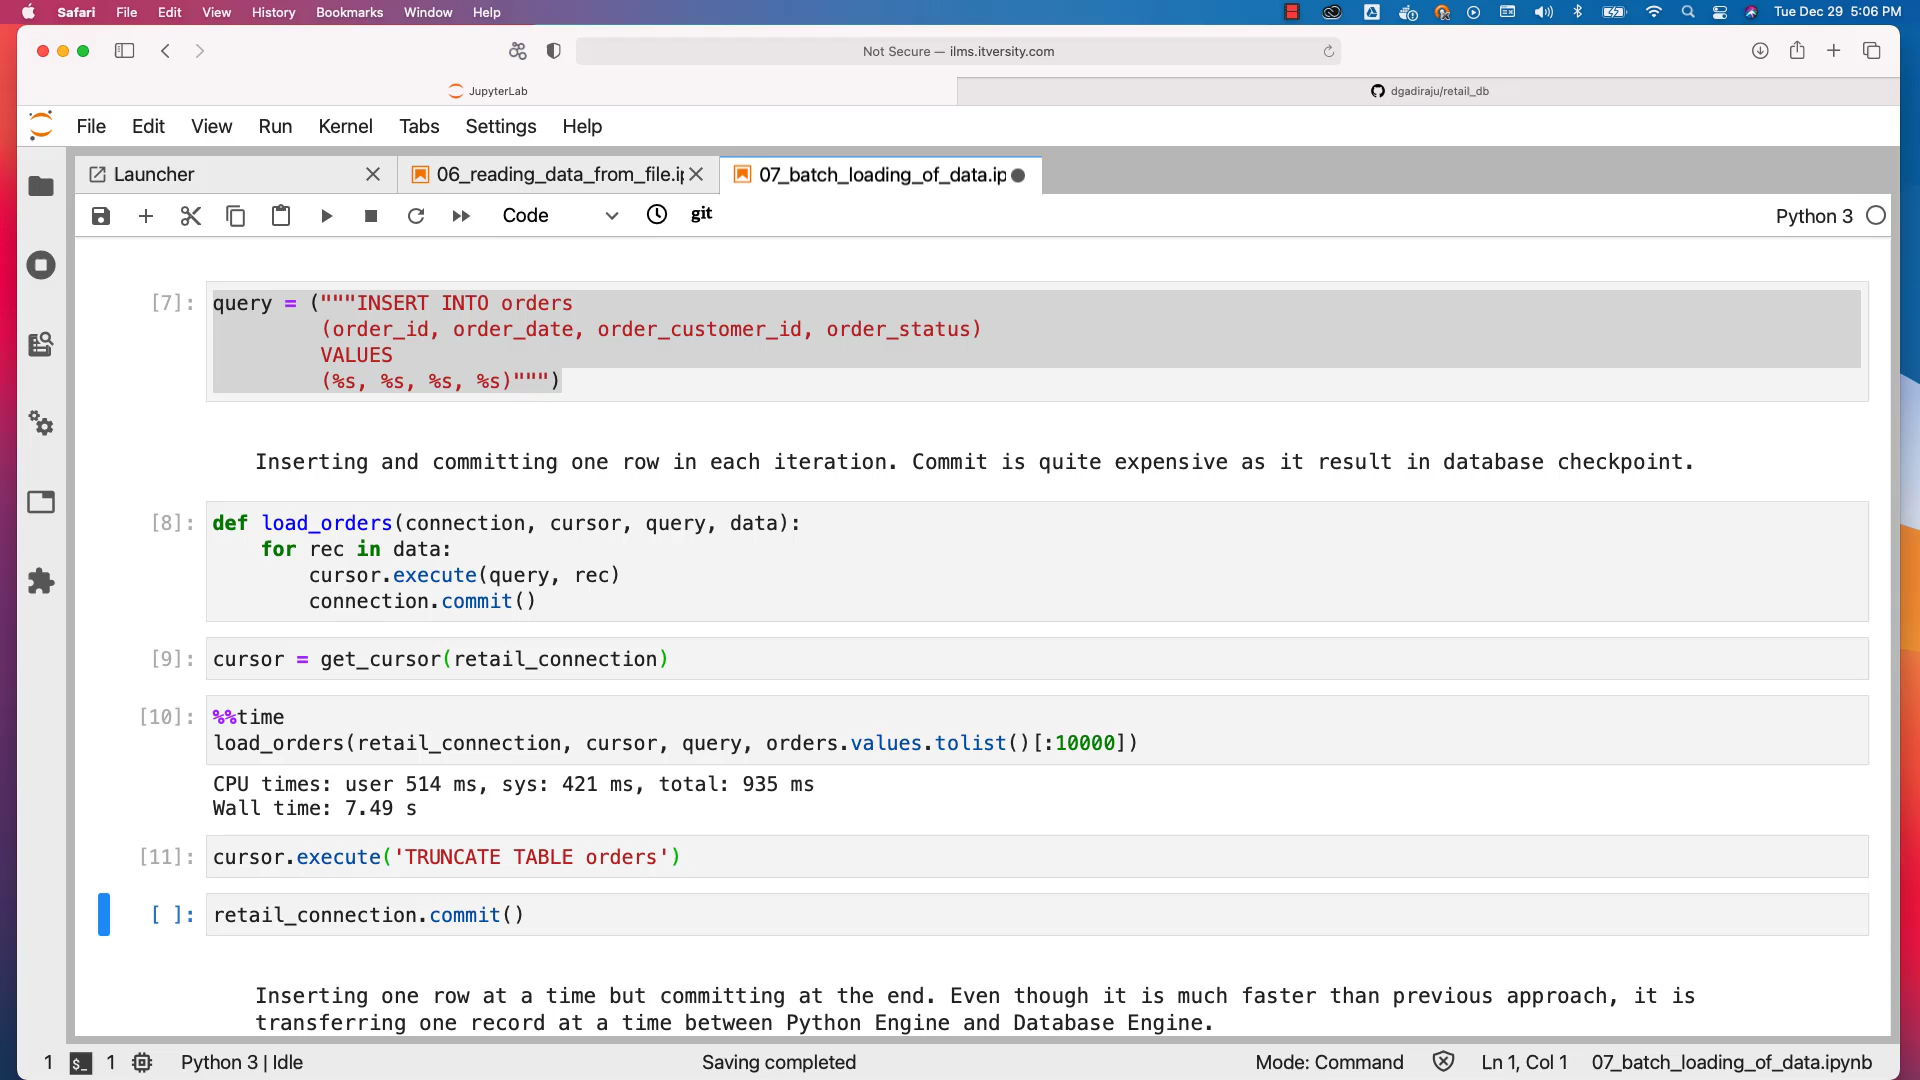 Safari File Edit View History Bookmarks Window Help Tue Dec 29 5:06 PM
Not Secure — ilms.itversity.com
JupyterLab dgadiraju/retail_db
File Edit View Run Kernel Tabs Settings Help
Launcher 06_reading_data_from_file.i 07_batch_loading_of_data.ip
Code git Python 3
[7]: query = ("""INSERT INTO orders
(order_id, order_date, order_customer_id, order_status)
VALUES
(%s, %s, %s, %s)""")
Inserting and committing one row in each iteration. Commit is quite expensive as it result in database checkpoint.
[8]: def load_orders(connection, cursor, query, data):
for rec in data:
cursor.execute(query, rec)
connection.commit()
[9]: cursor = get_cursor(retail_connection)
[10]: %%time
load_orders(retail_connection, cursor, query, orders.values.tolist()[:10000])
CPU times: user 514 ms, sys: 421 ms, total: 935 ms
Wall time: 7.49 s
[11]: cursor.execute('TRUNCATE TABLE orders')
[ ]: retail_connection.commit()
Inserting one row at a time but committing at the end. Even though it is much faster than previous approach, it is
transferring one record at a time between Python Engine and Database Engine.
1 $_ 1 Python 3 | Idle Saving completed Mode: Command Ln 1, Col 1 07_batch_loading_of_data.ipynb